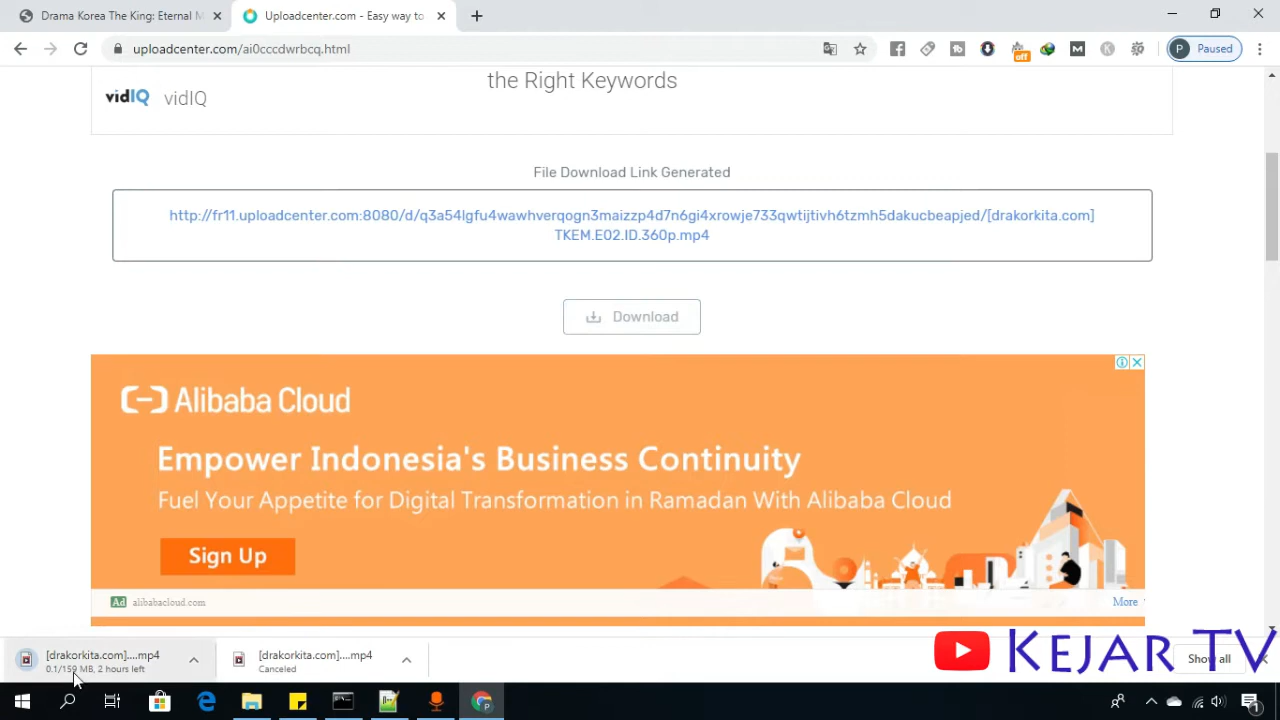 Drama Korea The King: Eternal M
Uploadcenter.com - Easy way to
uploadcenter.com/ai0cccdwrbcq.html
off
P Paused
the Right Keywords
vidIQ vidIQ
File Download Link Generated
http://fr11.uploadcenter.com:8080/d/q3a54lgfu4wawhverqogn3maizzp4d7n6gi4xrowje733qwtijtivh6tzmh5dakucbeapjed/[drakorkita.com]
TKEM.E02.ID.360p.mp4
Download
Alibaba Cloud
Empower Indonesia's Business Continuity
Fuel Your Appetite for Digital Transformation in Ramadan With Alibaba Cloud
Sign Up
Ad alibabacloud.com
More
[drakorkita.com]....mp4
0.1/159 MB, 2 hours left
[drakorkita.com]....mp4
Canceled
KEJAR TV
Show all